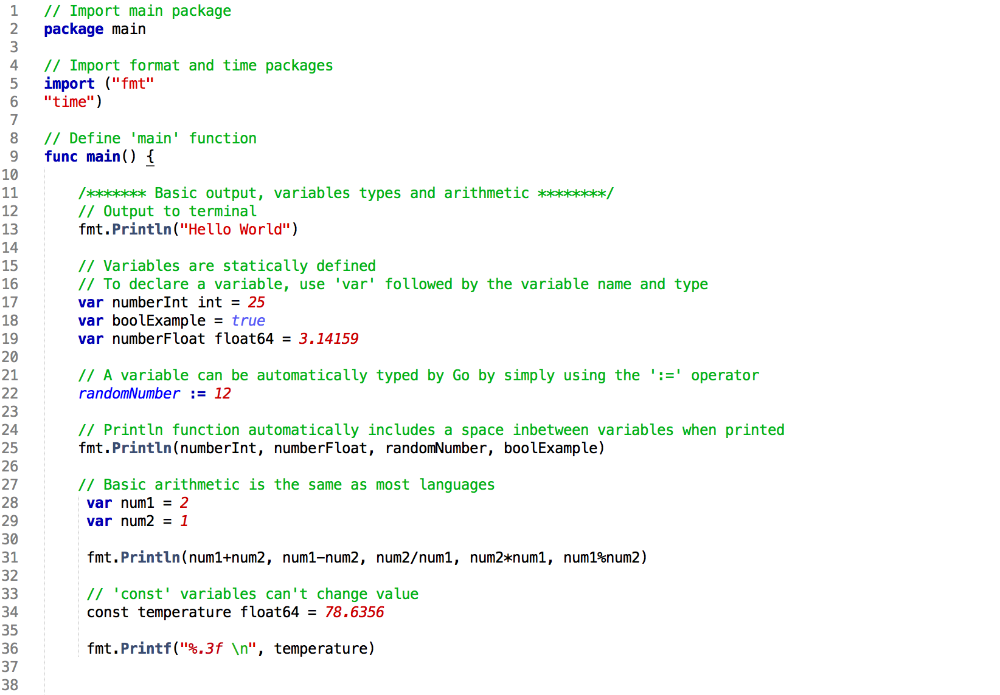 1 // Import main package
2 package main
3
4 // Import format and time packages
5 import ("fmt"
6 "time")
7
8 // Define 'main' function
9 func main() {
10
11 /******* Basic output, variables types and arithmetic ********/
12 // Output to terminal
13 fmt.Println("Hello World")
14
15 // Variables are statically defined
16 // To declare a variable, use 'var' followed by the variable name and type
17 var numberInt int = 25
18 var boolExample = true
19 var numberFloat float64 = 3.14159
20
21 // A variable can be automatically typed by Go by simply using the ':=' operator
22 randomNumber := 12
23
24 // Println function automatically includes a space inbetween variables when printed
25 fmt.Println(numberInt, numberFloat, randomNumber, boolExample)
26
27 // Basic arithmetic is the same as most languages
28 var num1 = 2
29 var num2 = 1
30
31 fmt.Println(num1+num2, num1-num2, num2/num1, num2*num1, num1%num2)
32
33 // 'const' variables can't change value
34 const temperature float64 = 78.6356
35
36 fmt.Printf("%.3f \n", temperature)
37
38